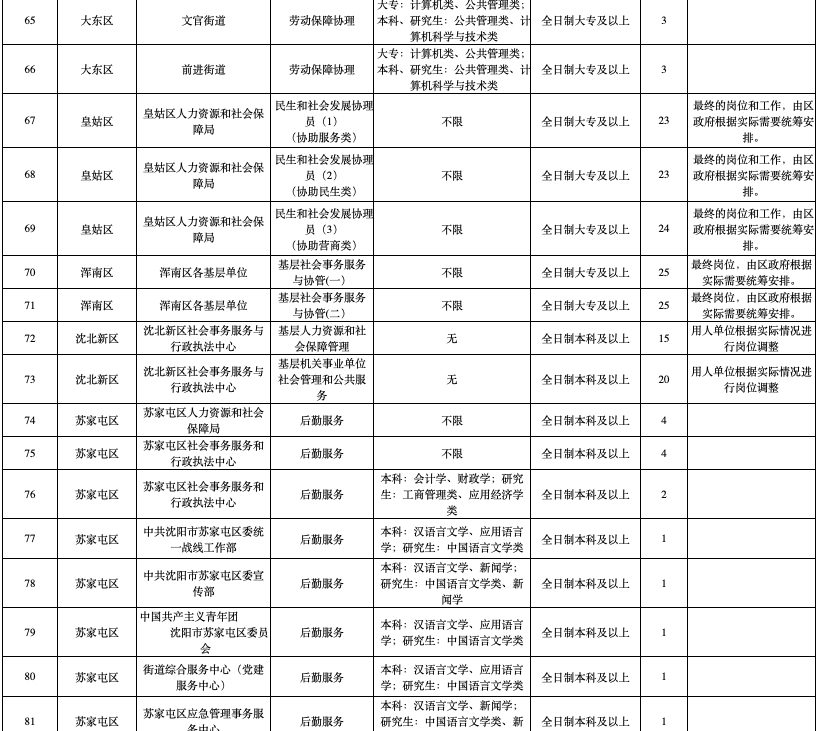 65 大东区 文官街道 劳动保障协理 大专：计算机类、公共管理类；本科、研究生：公共管理类、计算机科学与技术类 全日制大专及以上 3
66 大东区 前进街道 劳动保障协理 大专：计算机类、公共管理类；本科、研究生：公共管理类、计算机科学与技术类 全日制大专及以上 3
67 皇姑区 皇姑区人力资源和社会保障局 民生和社会发展协理员（1）（协助服务类） 不限 全日制大专及以上 23 最终的岗位和工作，由区政府根据实际需要统筹安排。
68 皇姑区 皇姑区人力资源和社会保障局 民生和社会发展协理员（2）（协助民生类） 不限 全日制大专及以上 23 最终的岗位和工作，由区政府根据实际需要统筹安排。
69 皇姑区 皇姑区人力资源和社会保障局 民生和社会发展协理员（3）（协助营商类） 不限 全日制大专及以上 24 最终的岗位和工作，由区政府根据实际需要统筹安排。
70 浑南区 浑南区各基层单位 基层社会事务服务与协管(一） 不限 全日制大专及以上 25 最终岗位，由区政府根据实际需要统筹安排。
71 浑南区 浑南区各基层单位 基层社会事务服务与协管(二） 不限 全日制大专及以上 25 最终岗位，由区政府根据实际需要统筹安排。
72 沈北新区 沈北新区社会事务服务与行政执法中心 基层人力资源和社会保障管理 无 全日制本科及以上 15 用人单位根据实际情况进行岗位调整
73 沈北新区 沈北新区社会事务服务与行政执法中心 基层机关事业单位社会管理和公共服务 无 全日制本科及以上 20 用人单位根据实际情况进行岗位调整
74 苏家屯区 苏家屯区人力资源和社会保障局 后勤服务 不限 全日制本科及以上 4
75 苏家屯区 苏家屯区社会事务服务和行政执法中心 后勤服务 不限 全日制本科及以上 4
76 苏家屯区 苏家屯区社会事务服务和行政执法中心 后勤服务 本科：会计学、财政学；研究生：工商管理类、应用经济学类 全日制本科及以上 2
77 苏家屯区 中共沈阳市苏家屯区委统一战线工作部 后勤服务 本科：汉语言文学、应用语言学；研究生：中国语言文学类 全日制本科及以上 1
78 苏家屯区 中共沈阳市苏家屯区委宣传部 后勤服务 本科：汉语言文学、新闻学；研究生：中国语言文学类、新闻学 全日制本科及以上 1
79 苏家屯区 中国共产主义青年团沈阳市苏家屯区委员会 后勤服务 本科：汉语言文学、应用语言学；研究生：中国语言文学类 全日制本科及以上 1
80 苏家屯区 街道综合服务中心（党建服务中心） 后勤服务 本科：汉语言文学、应用语言学；研究生：中国语言文学类 全日制本科及以上 1
81 苏家屯区 苏家屯区应急管理事务服务中心 后勤服务 本科：汉语言文学、新闻学；研究生：中国语言文学类、新 全日制本科及以上 1